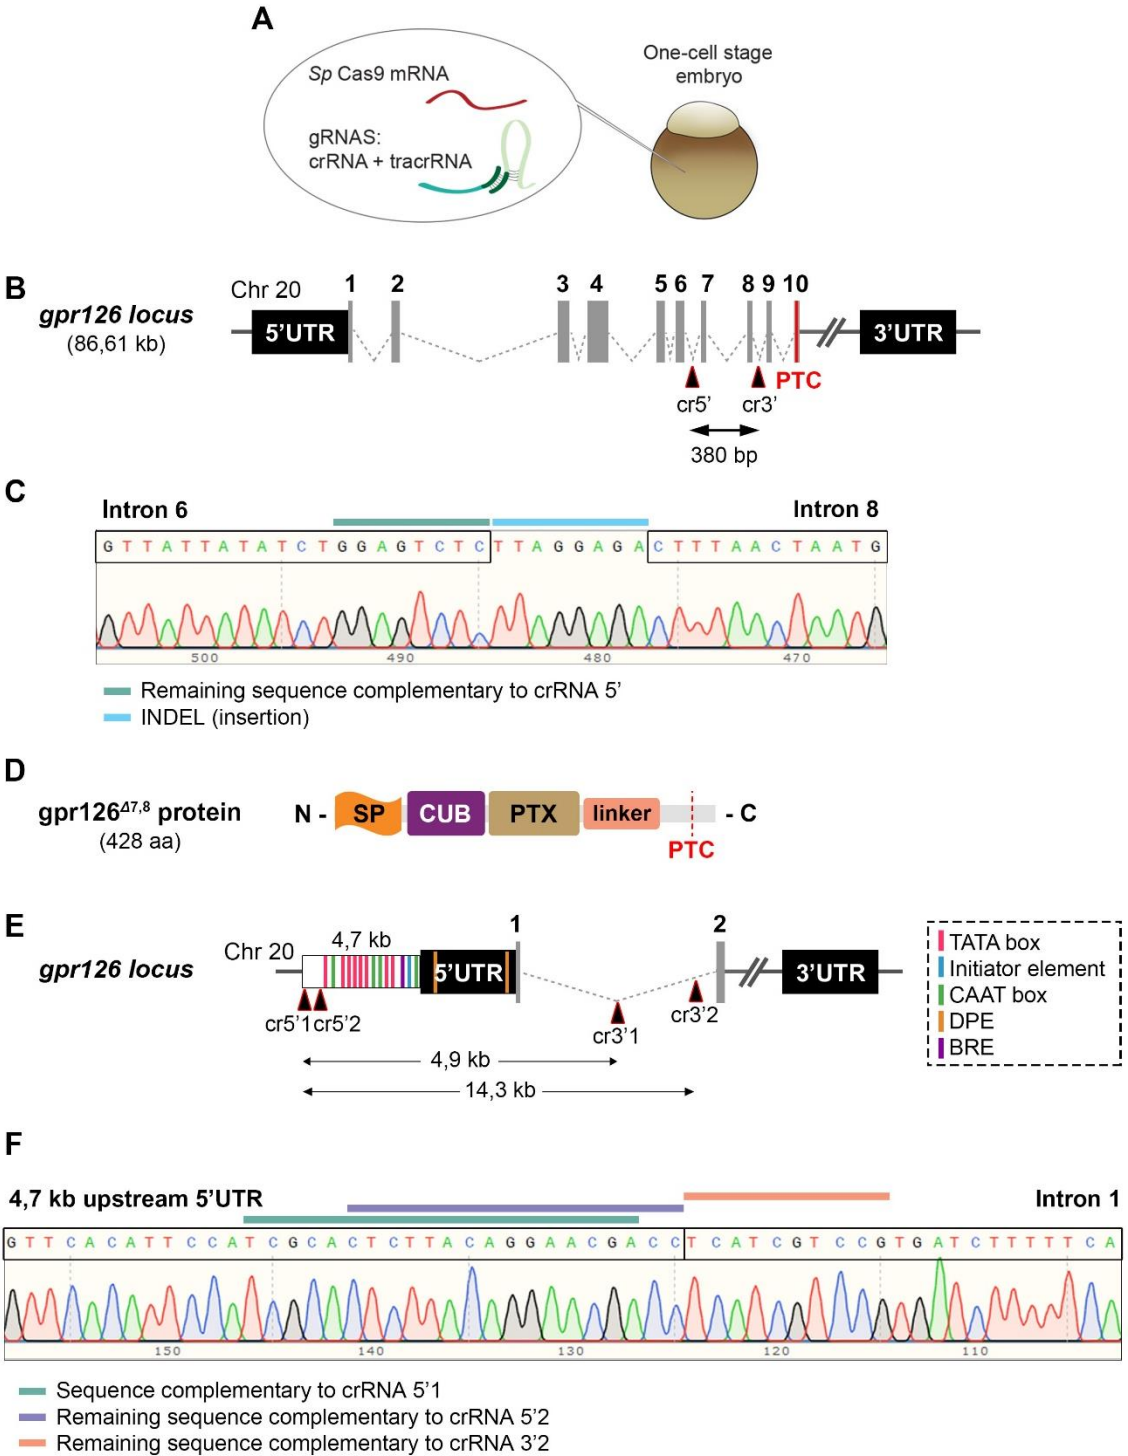 A
Sp Cas9 mRNA
gRNAS:
crRNA + tracrRNA
One-cell stage
embryo
B
gpr126 locus
(86,61 kb)
Chr 20
5'UTR
1 2 3 4 5 6 7 8 9 10
3'UTR
cr5' cr3' PTC
380 bp
C
Intron 6 Intron 8
G T T A T T A T A T C T G G A G T C T C T T A G G A G A C T T T A A C T A A T G
500 490 480 470
Remaining sequence complementary to crRNA 5'
INDEL (insertion)
D
gpr126Δ7,8 protein
(428 aa)
N - SP CUB PTX linker - C
PTC
E
gpr126 locus
Chr 20
4,7 kb
5'UTR
1 2
3'UTR
cr5'1 cr5'2 cr3'1 cr3'2
4,9 kb
14,3 kb
TATA box
Initiator element
CAAT box
DPE
BRE
F
4,7 kb upstream 5'UTR Intron 1
G T T C A C A T T C C A T C G C A C T C T T A C A G G A A C G A C C T C A T C G T C C G T G A T C T T T T T C A
150 140 130 120 110
Sequence complementary to crRNA 5'1
Remaining sequence complementary to crRNA 5'2
Remaining sequence complementary to crRNA 3'2